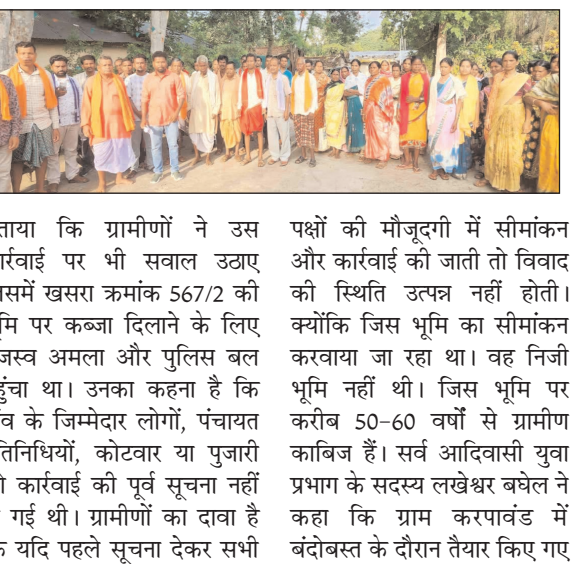 ताया कि ग्रामीणों ने उस
र्रवाई पर भी सवाल उठाए
समें खसरा क्रमांक 567/2 की
मि पर कब्जा दिलाने के लिए
जस्व अमला और पुलिस बल
हुंचा था। उनका कहना है कि
व के जिम्मेदार लोगों, पंचायत
तिनिधियों, कोटवार या पुजारी
कार्रवाई की पूर्व सूचना नहीं
गई थी। ग्रामीणों का दावा है
यदि पहले सूचना देकर सभी
पक्षों की मौजूदगी में सीमांकन
और कार्रवाई की जाती तो विवाद
की स्थिति उत्पन्न नहीं होती।
क्योंकि जिस भूमि का सीमांकन
करवाया जा रहा था। वह निजी
भूमि नहीं थी। जिस भूमि पर
करीब 50-60 वर्षों से ग्रामीण
काबिज हैं। सर्व आदिवासी युवा
प्रभाग के सदस्य लखेश्वर बघेल ने
कहा कि ग्राम करपावंड में
बंदोबस्त के दौरान तैयार किए गए